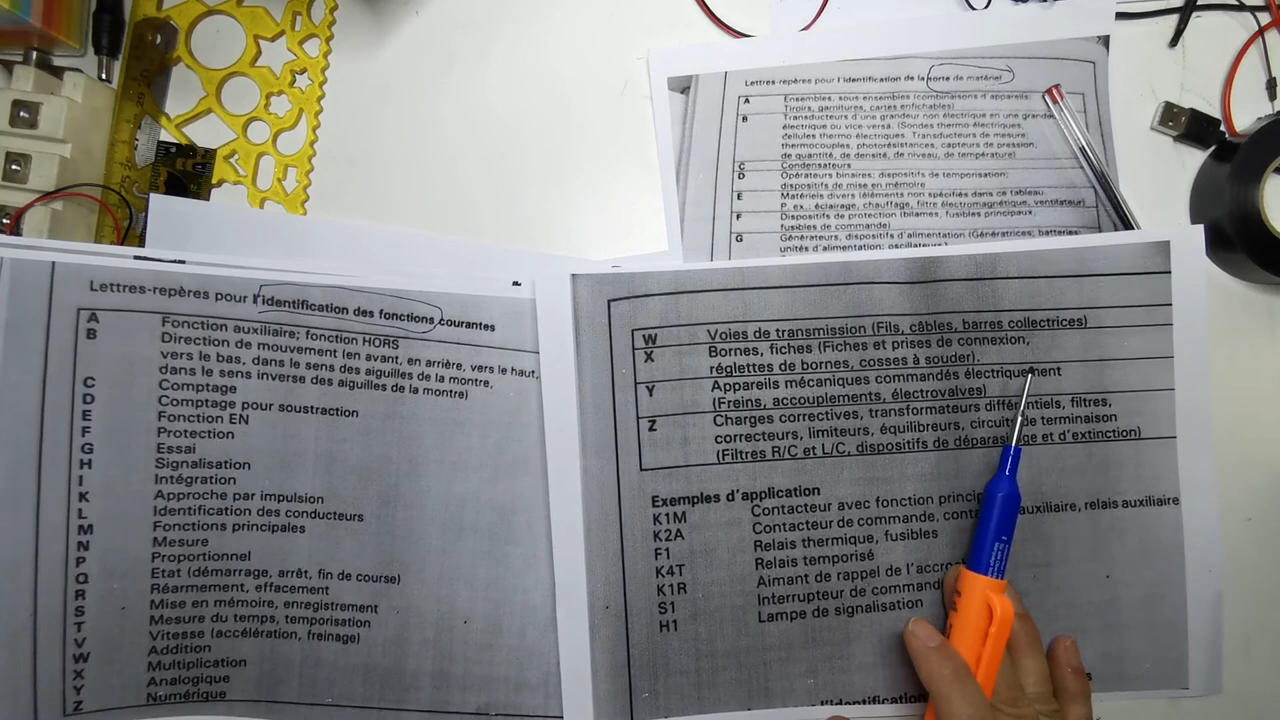 Lettres-repères pour l'identification de la sorte de matériel
A Ensembles, sous-ensembles (combinaisons d'appareils:
Tiroirs, garnitures, cartes enfichables)
B Transducteurs d'une grandeur non électrique en une grandeur
électrique ou vice-versa. (Sondes thermo-électriques,
cellules thermo-électriques. Transducteurs de mesure;
thermocouples, photorésistances, capteurs de pression,
de quantité, de densité, de niveau, de température)
C Condensateurs
D Opérateurs binaires; dispositifs de temporisation;
dispositifs de mise en mémoire
E Matériels divers (éléments non spécifiés dans ce tableau.
P. ex.: éclairage, chauffage, filtre électromagnétique, ventilateur)
F Dispositifs de protection (bilames, fusibles principaux,
fusibles de commande)
G Générateurs, dispositifs d'alimentation (Génératrices; batteries;
unités d'alimentation; oscillateurs)
Lettres-repères pour l'identification des fonctions courantes
A Fonction auxiliaire; fonction HORS
B Direction de mouvement (en avant, en arrière, vers le haut,
vers le bas, dans le sens des aiguilles de la montre,
dans le sens inverse des aiguilles de la montre)
C Comptage
D Comptage pour soustraction
E Fonction EN
F Protection
G Essai
H Signalisation
I Intégration
K Approche par impulsion
L Identification des conducteurs
M Fonctions principales
N Mesure
P Proportionnel
Q Etat (démarrage, arrêt, fin de course)
R Réarmement, effacement
S Mise en mémoire, enregistrement
T Mesure du temps, temporisation
V Vitesse (accélération, freinage)
W Addition
X Multiplication
Y Analogique
Z Numérique
W Voies de transmission (Fils, câbles, barres collectrices)
X Bornes, fiches (Fiches et prises de connexion,
réglettes de bornes, cosses à souder).
Y Appareils mécaniques commandés électriquement
(Freins, accouplements, électrovalves)
Z Charges correctives, transformateurs différentiels, filtres,
correcteurs, limiteurs, équilibreurs, circuits de terminaison
(Filtres R/C et L/C, dispositifs de déparasitage et d'extinction)
Exemples d'application
K1M Contacteur avec fonction
K2A Contacteur de commande, auxiliaire, relais auxiliaire
F1 Relais thermique, fusibles
K4T Relais temporisé
K1R Aimant de rappel de
S1 Interrupteur de
H1 Lampe de signalisation
l'identification